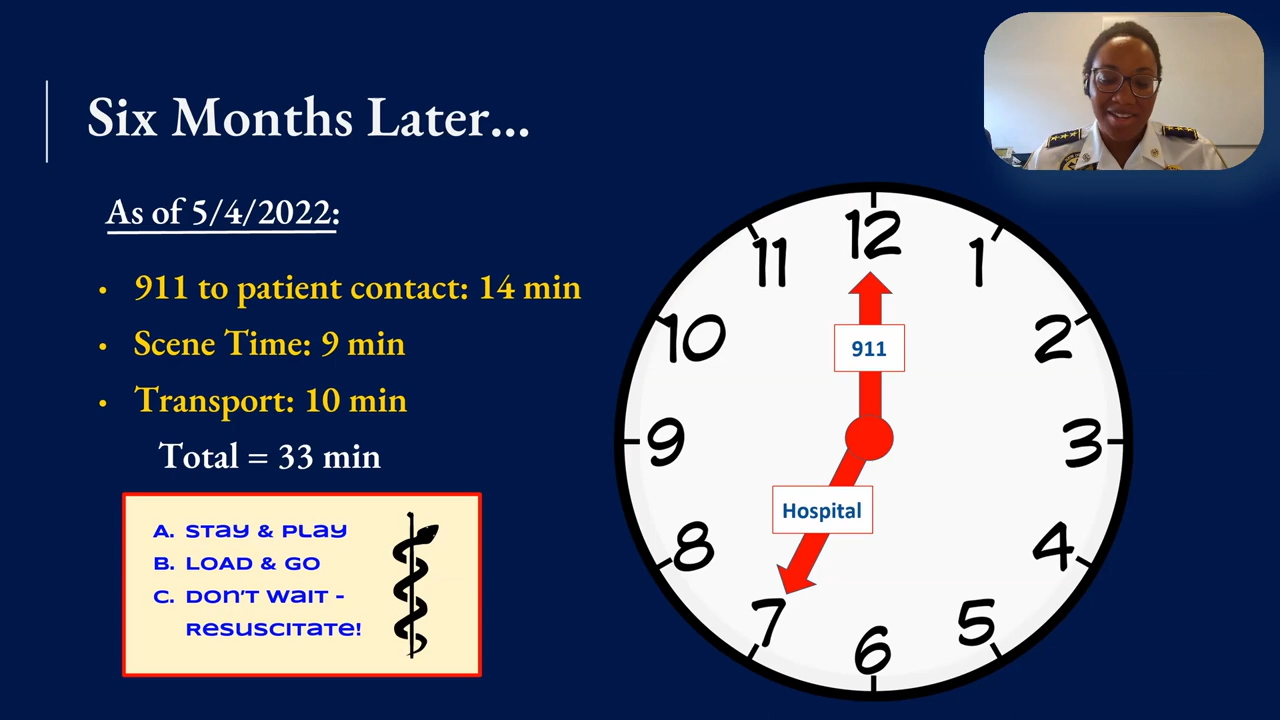 Six Months Later...
As of 5/4/2022:
• 911 to patient contact: 14 min
• Scene Time: 9 min
• Transport: 10 min
Total = 33 min
A. Stay & Play
B. Load & Go
C. Don't Wait -
Resuscitate!
12
11
1
10
2
911
9
3
Hospital
8
4
7
5
6